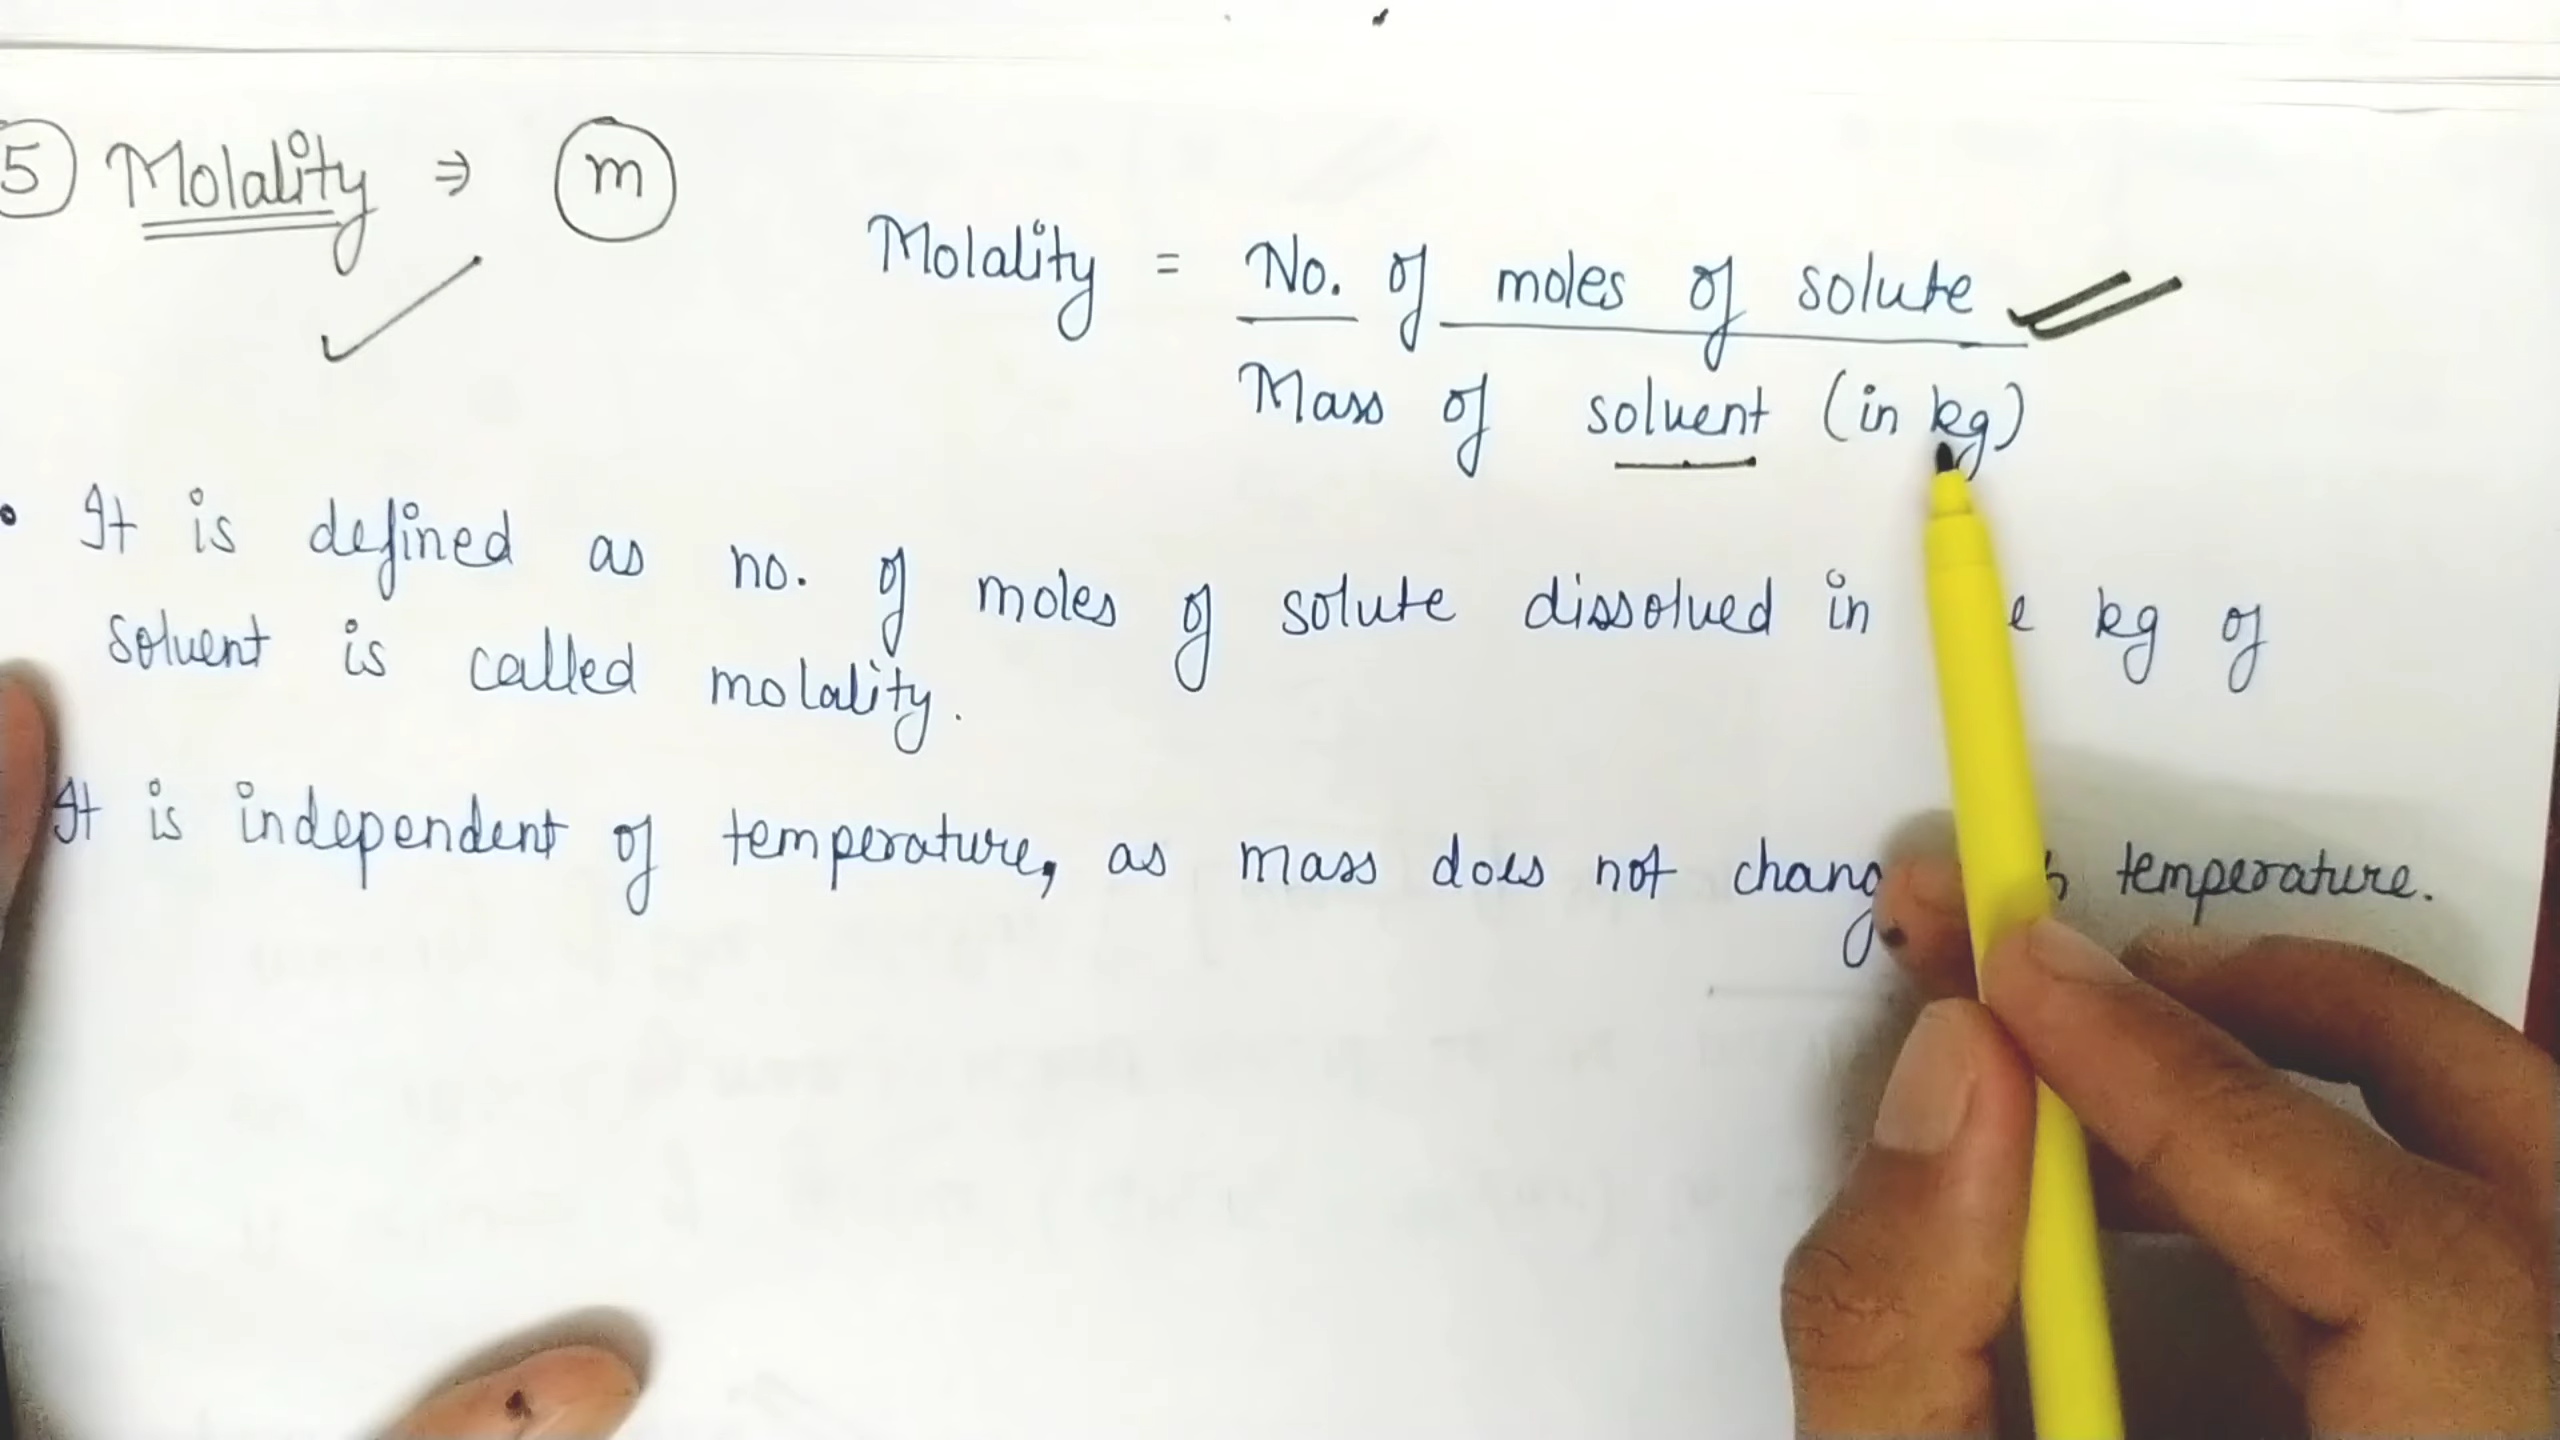 5 Molality ⇒ m
Molality = No. of moles of solute
Mass of solvent (in kg)
• It is defined as no. of moles of solute dissolved in kg of
solvent is called molality.
It is independent of temperature, as mass does not temperature.